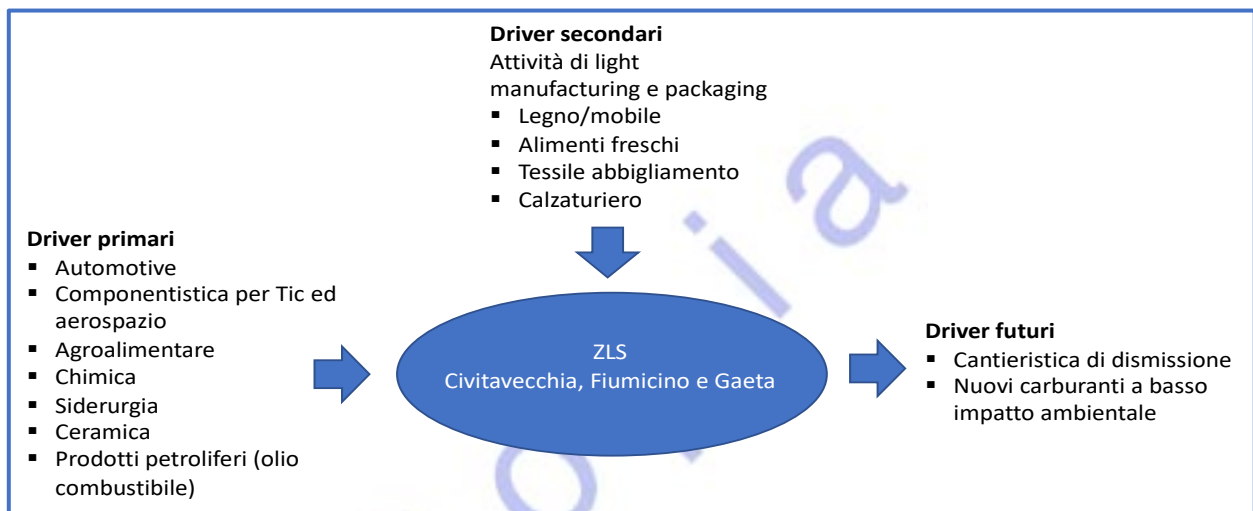 Driver secondari
Attività di light
manufacturing e packaging
▪ Legno/mobile
▪ Alimenti freschi
▪ Tessile abbigliamento
▪ Calzaturiero
Driver primari
▪ Automotive
▪ Componentistica per Tic ed
aerospazio
▪ Agroalimentare
▪ Chimica
▪ Siderurgia
▪ Ceramica
▪ Prodotti petroliferi (olio
combustibile)
ZLS
Civitavecchia, Fiumicino e Gaeta
Driver futuri
▪ Cantieristica di dismissione
▪ Nuovi carburanti a basso
impatto ambientale